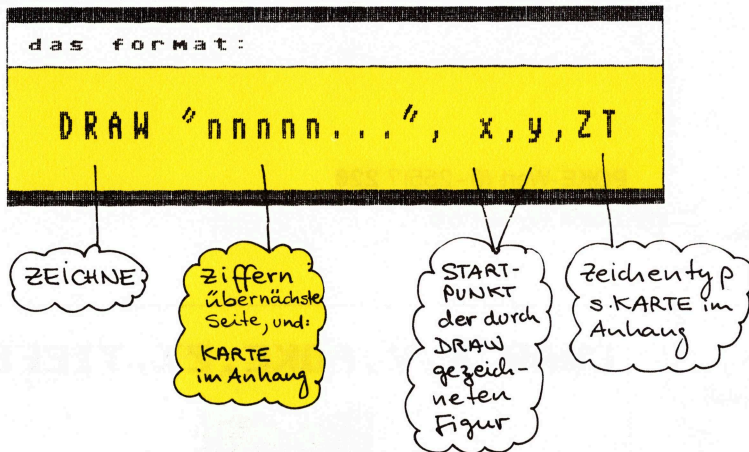 das format:
DRAW "nnnnn...", x,y,ZT
ZEICHNE
Ziffern
übernächste
Seite, und:
KARTE
im Anhang
START-
PUNKT
der durch
DRAW
gezeich-
neten
Figur
Zeichentyp
s. KARTE im
Anhang